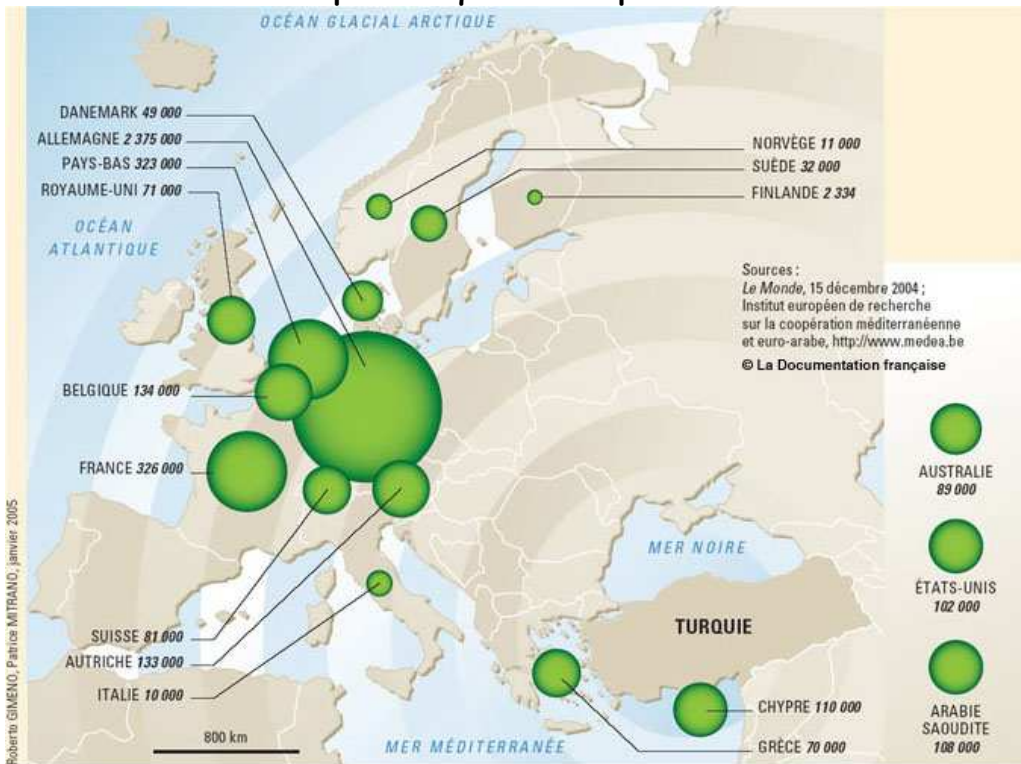 OCÉAN GLACIAL ARCTIQUE
DANEMARK 49 000
ALLEMAGNE 2 375 000
PAYS-BAS 323 000
ROYAUME-UNI 71 000
NORVÈGE 11 000
SUÈDE 32 000
FINLANDE 2 334
OCÉAN
ATLANTIQUE
Sources :
Le Monde, 15 décembre 2004 ;
Institut européen de recherche
sur la coopération méditerranéenne
et euro-arabe, http://www.medea.be
© La Documentation française
BELGIQUE 134 000
FRANCE 326 000
AUSTRALIE
89 000
MER NOIRE
ÉTATS-UNIS
102 000
TURQUIE
SUISSE 81 000
AUTRICHE 133 000
ITALIE 10 000
CHYPRE 110 000
GRÈCE 70 000
ARABIE
SAOUDITE
108 000
800 km
MER MÉDITERRANÉE
Roberto GIMENO, Patrice MITRANO, janvier 2005